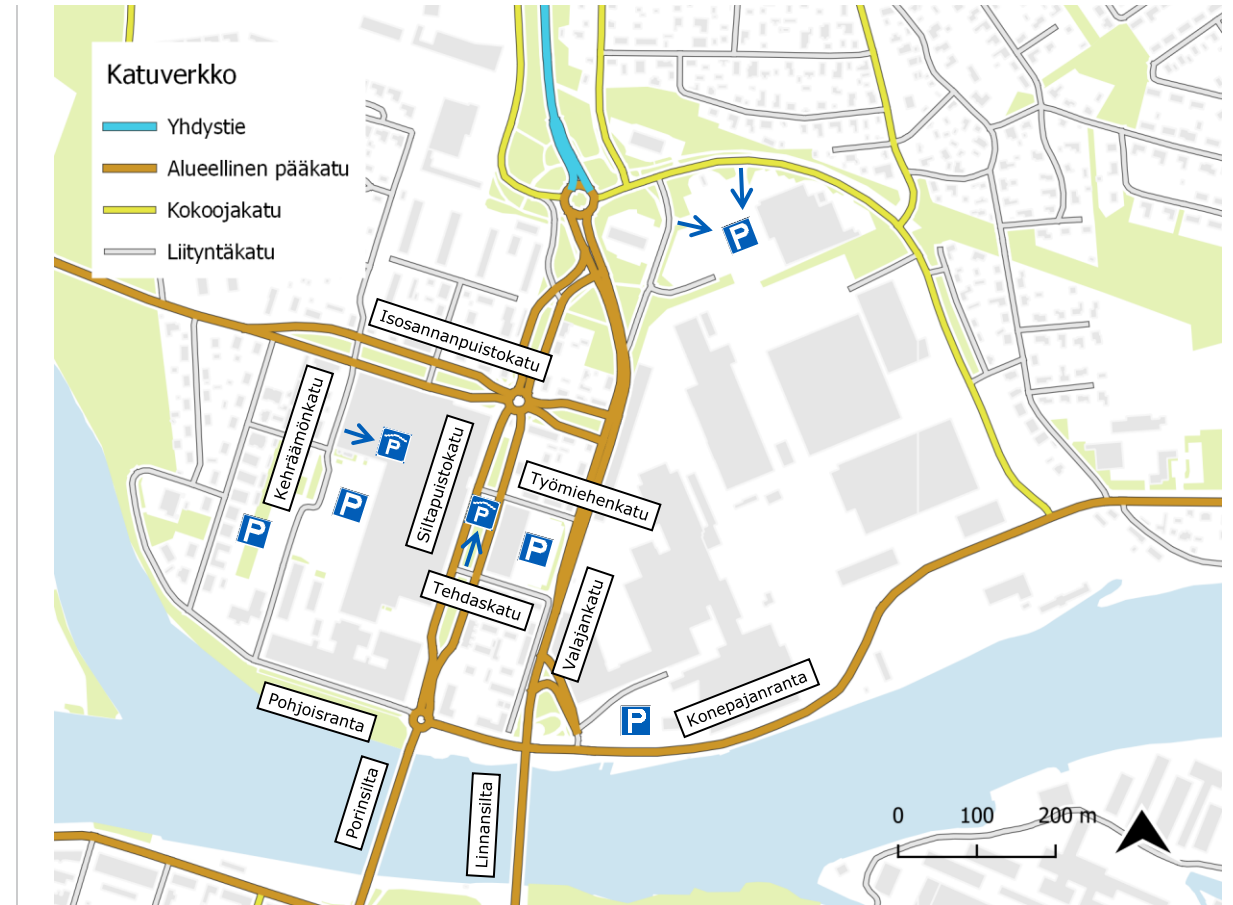 Katuverkko
Yhdystie
Alueellinen pääkatu
Kokoojakatu
Liityntäkatu
P
Isosannanpuistokatu
Kehräämönkatu
P
Siltapuistokatu
P
Työmiehenkatu
P
P
P
Tehdaskatu
Valajankatu
Pohjoisranta
P
Konepajanranta
Porinsilta
Linnansilta
0 100 200 m